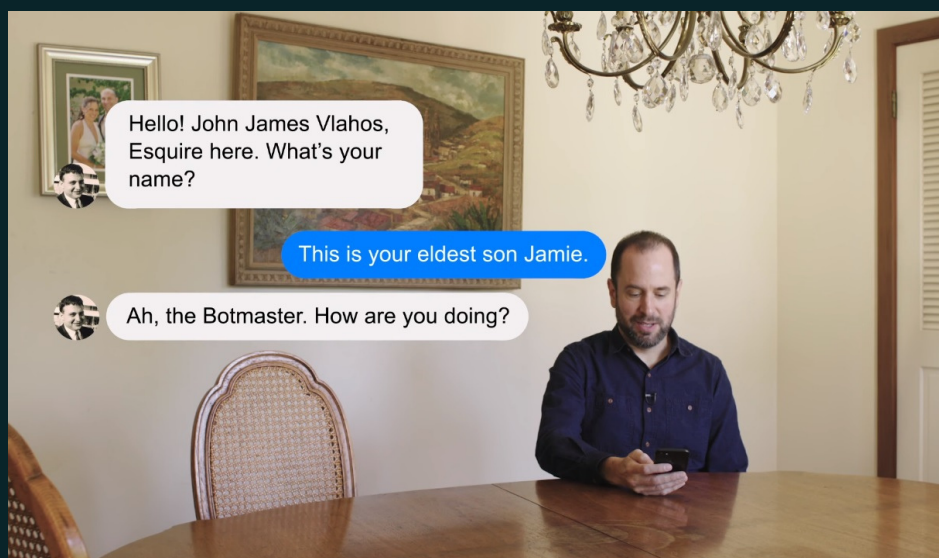 Hello! John James Vlahos,
Esquire here. What's your
name?
This is your eldest son Jamie.
Ah, the Botmaster. How are you doing?